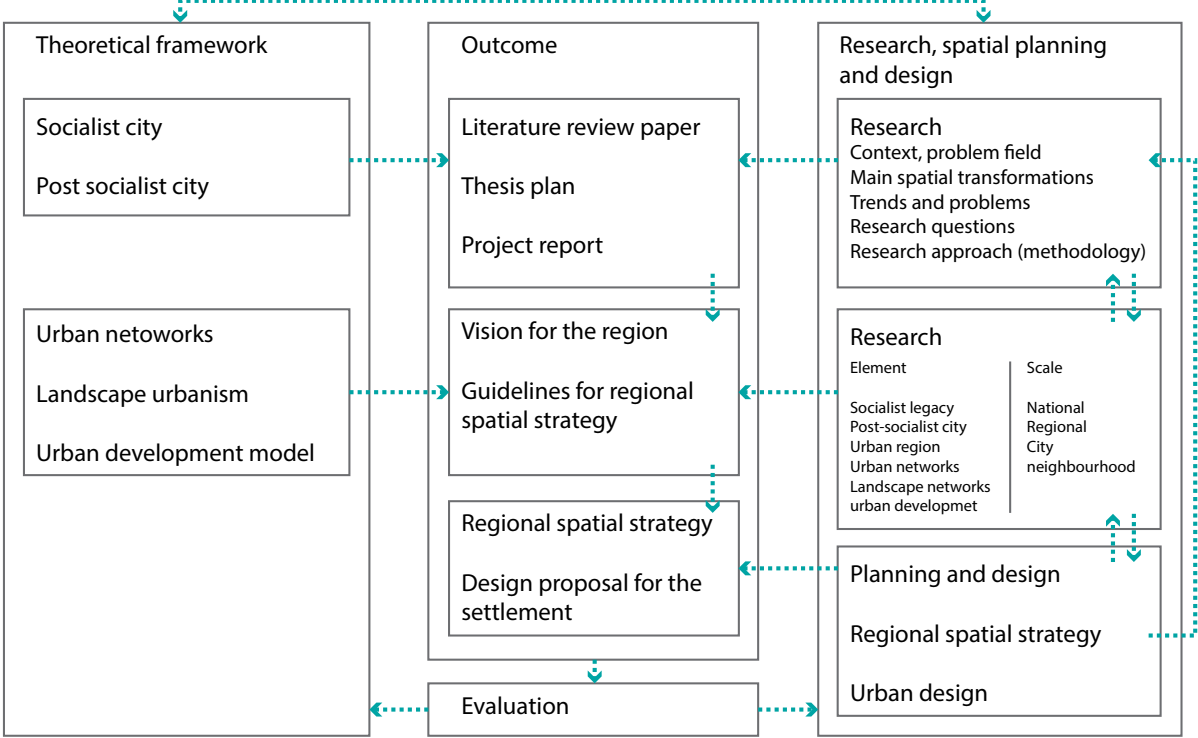 Theoretical framework
Socialist city
Post socialist city
Urban netoworks
Landscape urbanism
Urban development model
Outcome
Literature review paper
Thesis plan
Project report
Vision for the region
Guidelines for regional
spatial strategy
Regional spatial strategy
Design proposal for the
settlement
Evaluation
Research, spatial planning
and design
Research
Context, problem field
Main spatial transformations
Trends and problems
Research questions
Research approach (methodology)
Research
Element
Socialist legacy
Post-socialist city
Urban region
Urban networks
Landscape networks
urban developmet
Scale
National
Regional
City
neighbourhood
Planning and design
Regional spatial strategy
Urban design